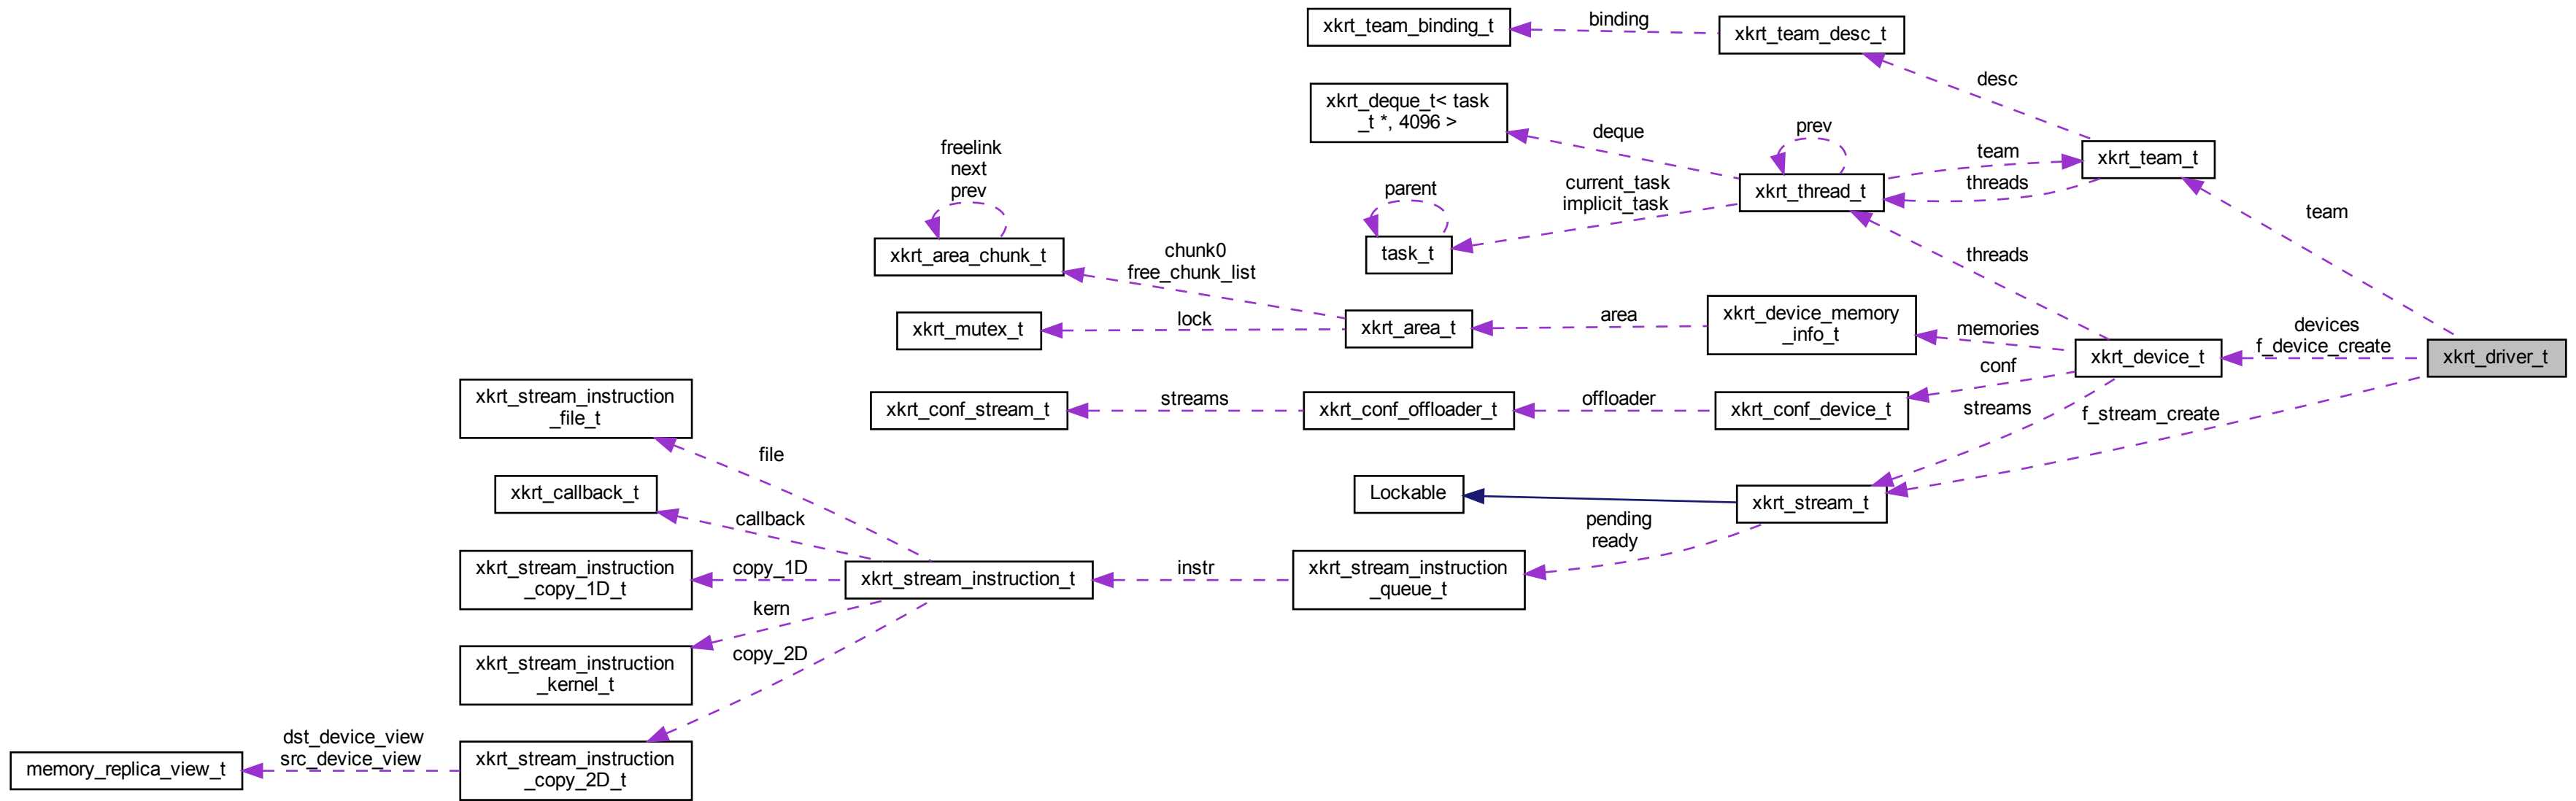 xkrt_team_binding_t
binding
xkrt_team_desc_t
desc
xkrt_deque_t< task
_t *, 4096 >
deque
prev
team
threads
xkrt_team_t
xkrt_thread_t
current_task
implicit_task
parent
task_t
team
freelink
next
prev
xkrt_area_chunk_t
chunk0
free_chunk_list
threads
xkrt_mutex_t
lock
xkrt_area_t
area
xkrt_device_memory
_info_t
memories
xkrt_device_t
devices
f_device_create
xkrt_driver_t
conf
xkrt_conf_stream_t
streams
xkrt_conf_offloader_t
offloader
xkrt_conf_device_t
streams
f_stream_create
xkrt_stream_instruction
_file_t
file
xkrt_callback_t
callback
Lockable
xkrt_stream_t
pending
ready
xkrt_stream_instruction
_copy_1D_t
copy_1D
xkrt_stream_instruction_t
instr
xkrt_stream_instruction
_queue_t
kern
xkrt_stream_instruction
_kernel_t
copy_2D
memory_replica_view_t
dst_device_view
src_device_view
xkrt_stream_instruction
_copy_2D_t